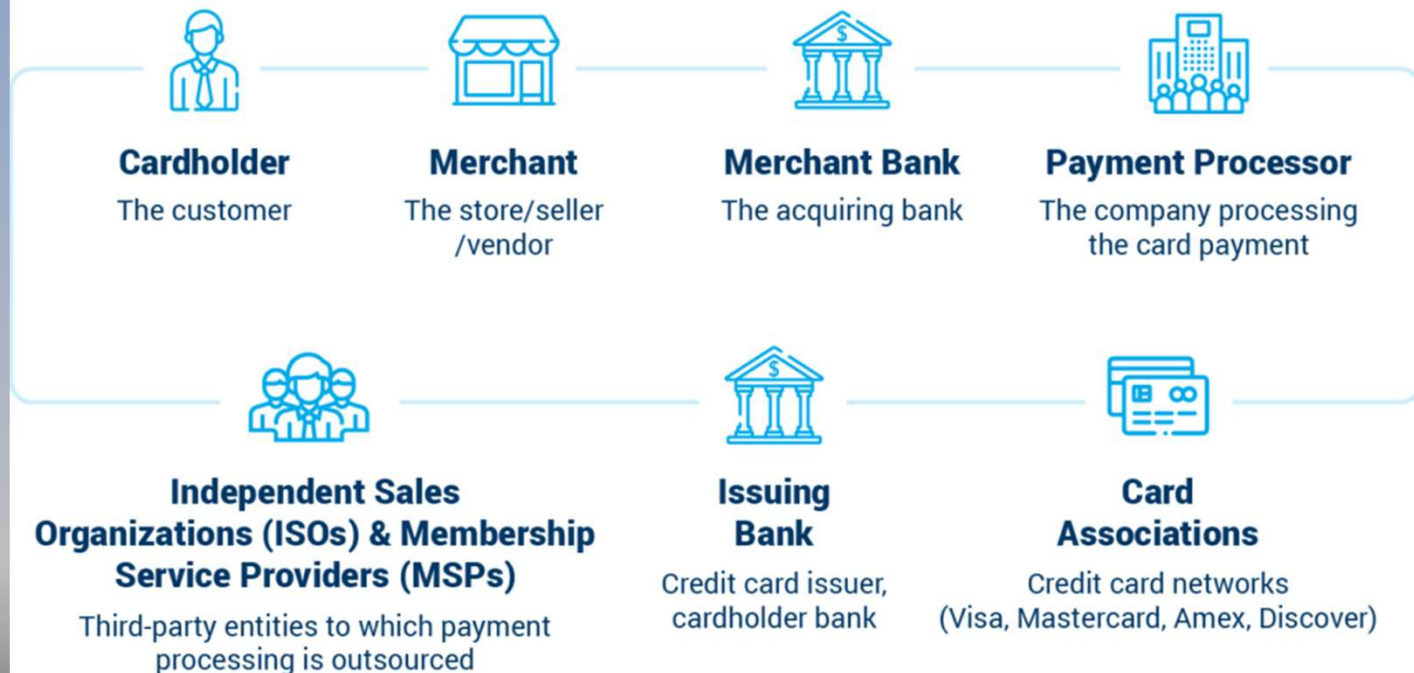 Cardholder
The customer
Merchant
The store/seller
/vendor
Merchant Bank
The acquiring bank
Payment Processor
The company processing
the card payment
Independent Sales
Organizations (ISOs) & Membership
Service Providers (MSPs)
Third-party entities to which payment
processing is outsourced
Issuing
Bank
Credit card issuer,
cardholder bank
Card
Associations
Credit card networks
(Visa, Mastercard, Amex, Discover)